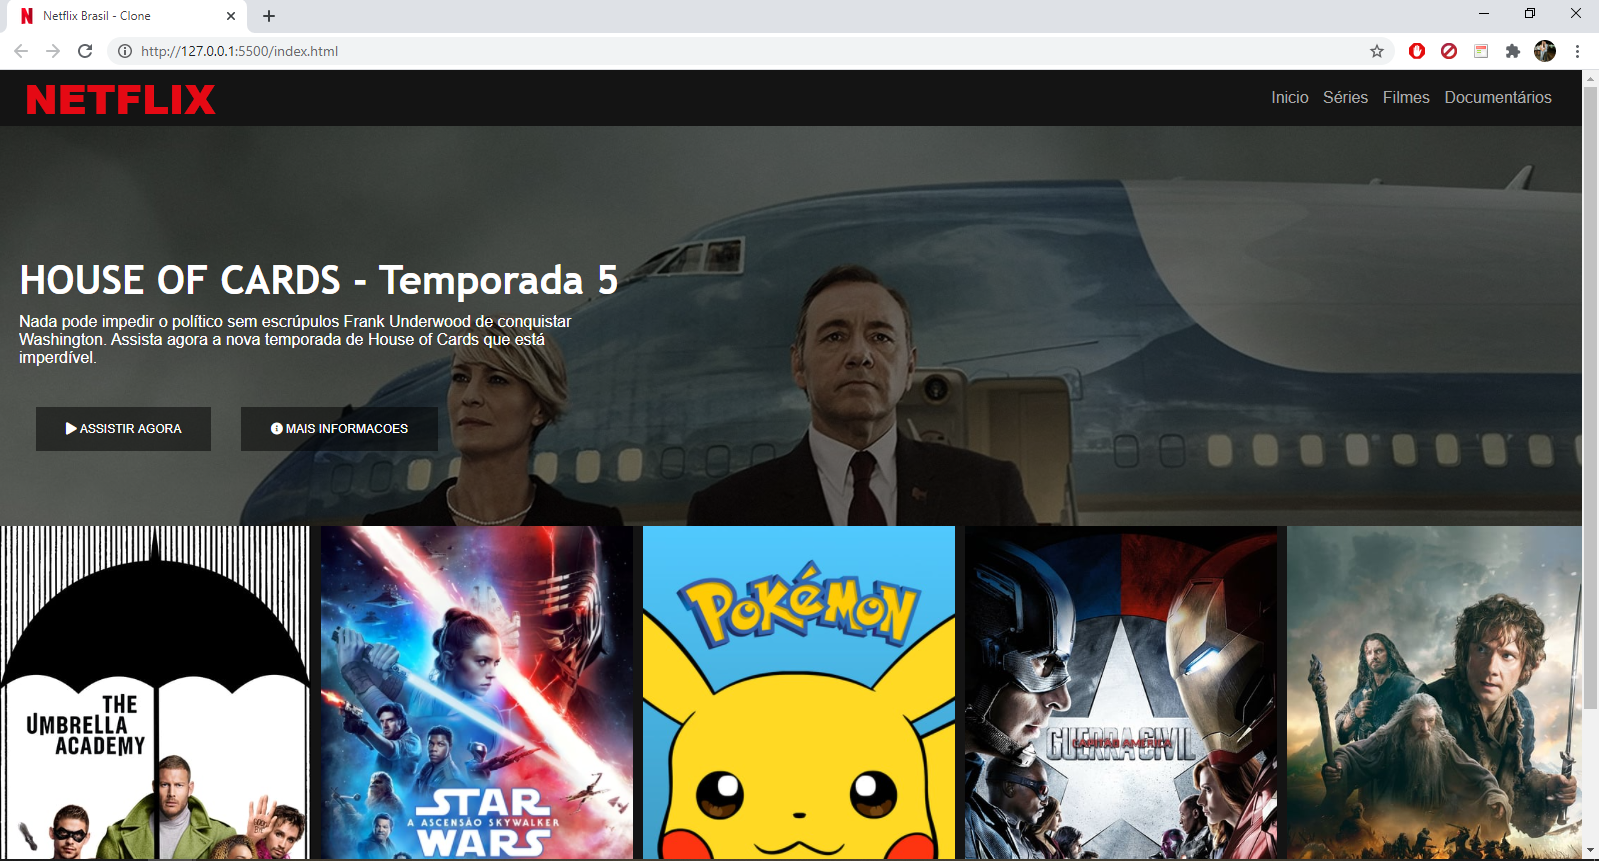 Netflix Brasil - Clone
http://127.0.0.1:5500/index.html
NETFLIX
Inicio Séries Filmes Documentários
HOUSE OF CARDS - Temporada 5
Nada pode impedir o político sem escrúpulos Frank Underwood de conquistar
Washington. Assista agora a nova temporada de House of Cards que está
imperdível.
ASSISTIR AGORA
MAIS INFORMACOES
THE
UMBRELLA
ACADEMY
STAR
A ASCENSÃO SKYWALKER
WARS
POKéMON
GUERRA CIVIL
CAPITÃO AMÉRICA